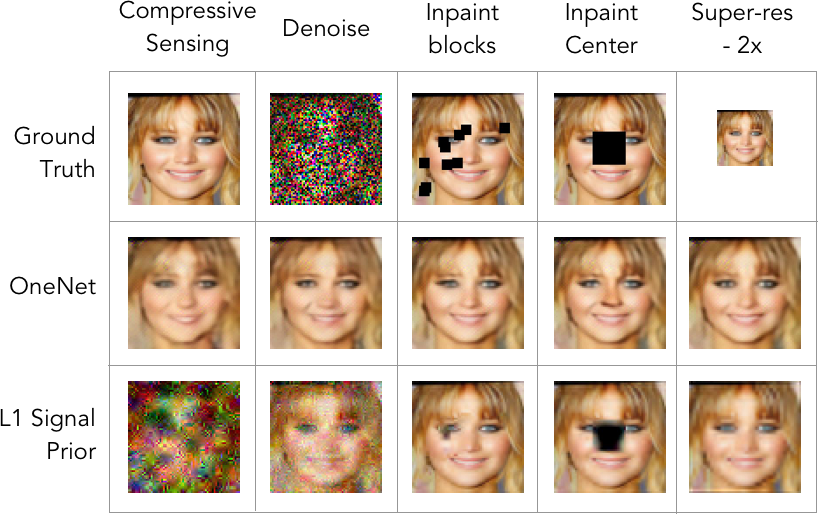 Compressive
Sensing
Denoise
Inpaint
blocks
Inpaint
Center
Super-res
- 2x
Ground
Truth
OneNet
L1 Signal
Prior